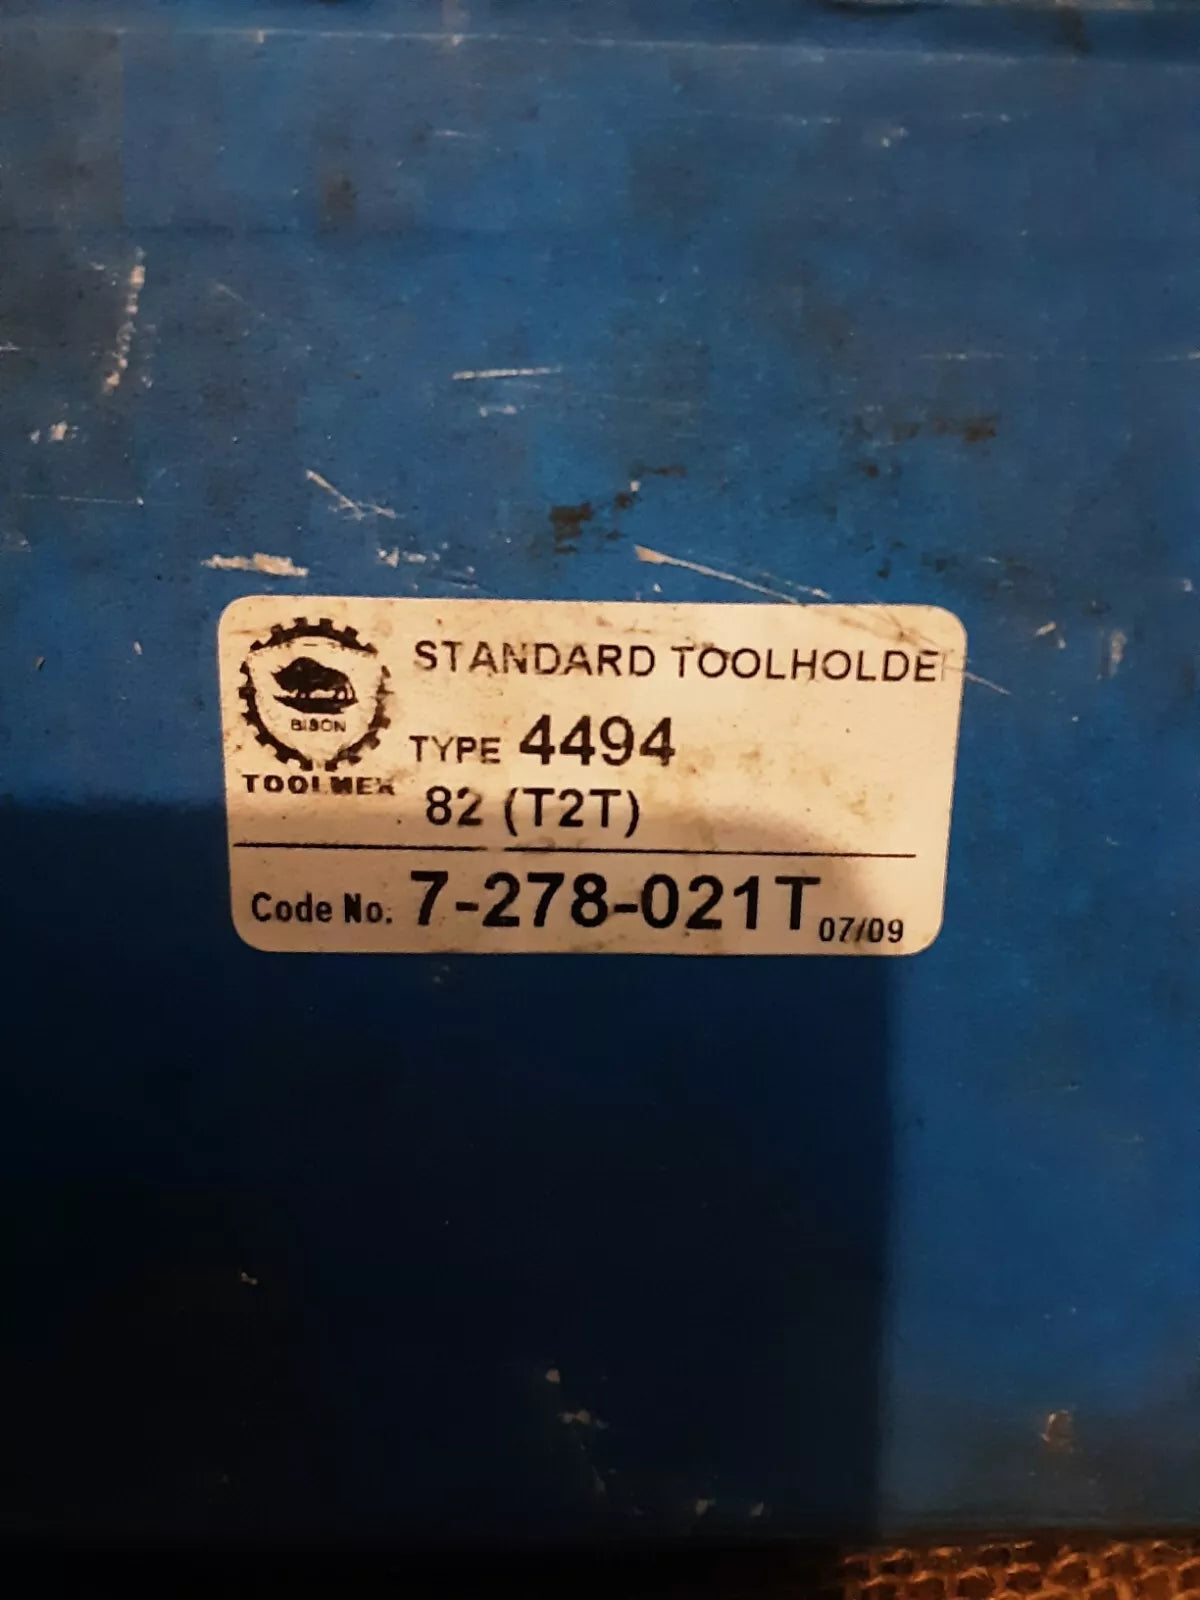 STANDARD TOOLHOLDE
BISON
TOOLMEX
TYPE 4494
82 (T2T)
Code No. 7-278-021T 07/09